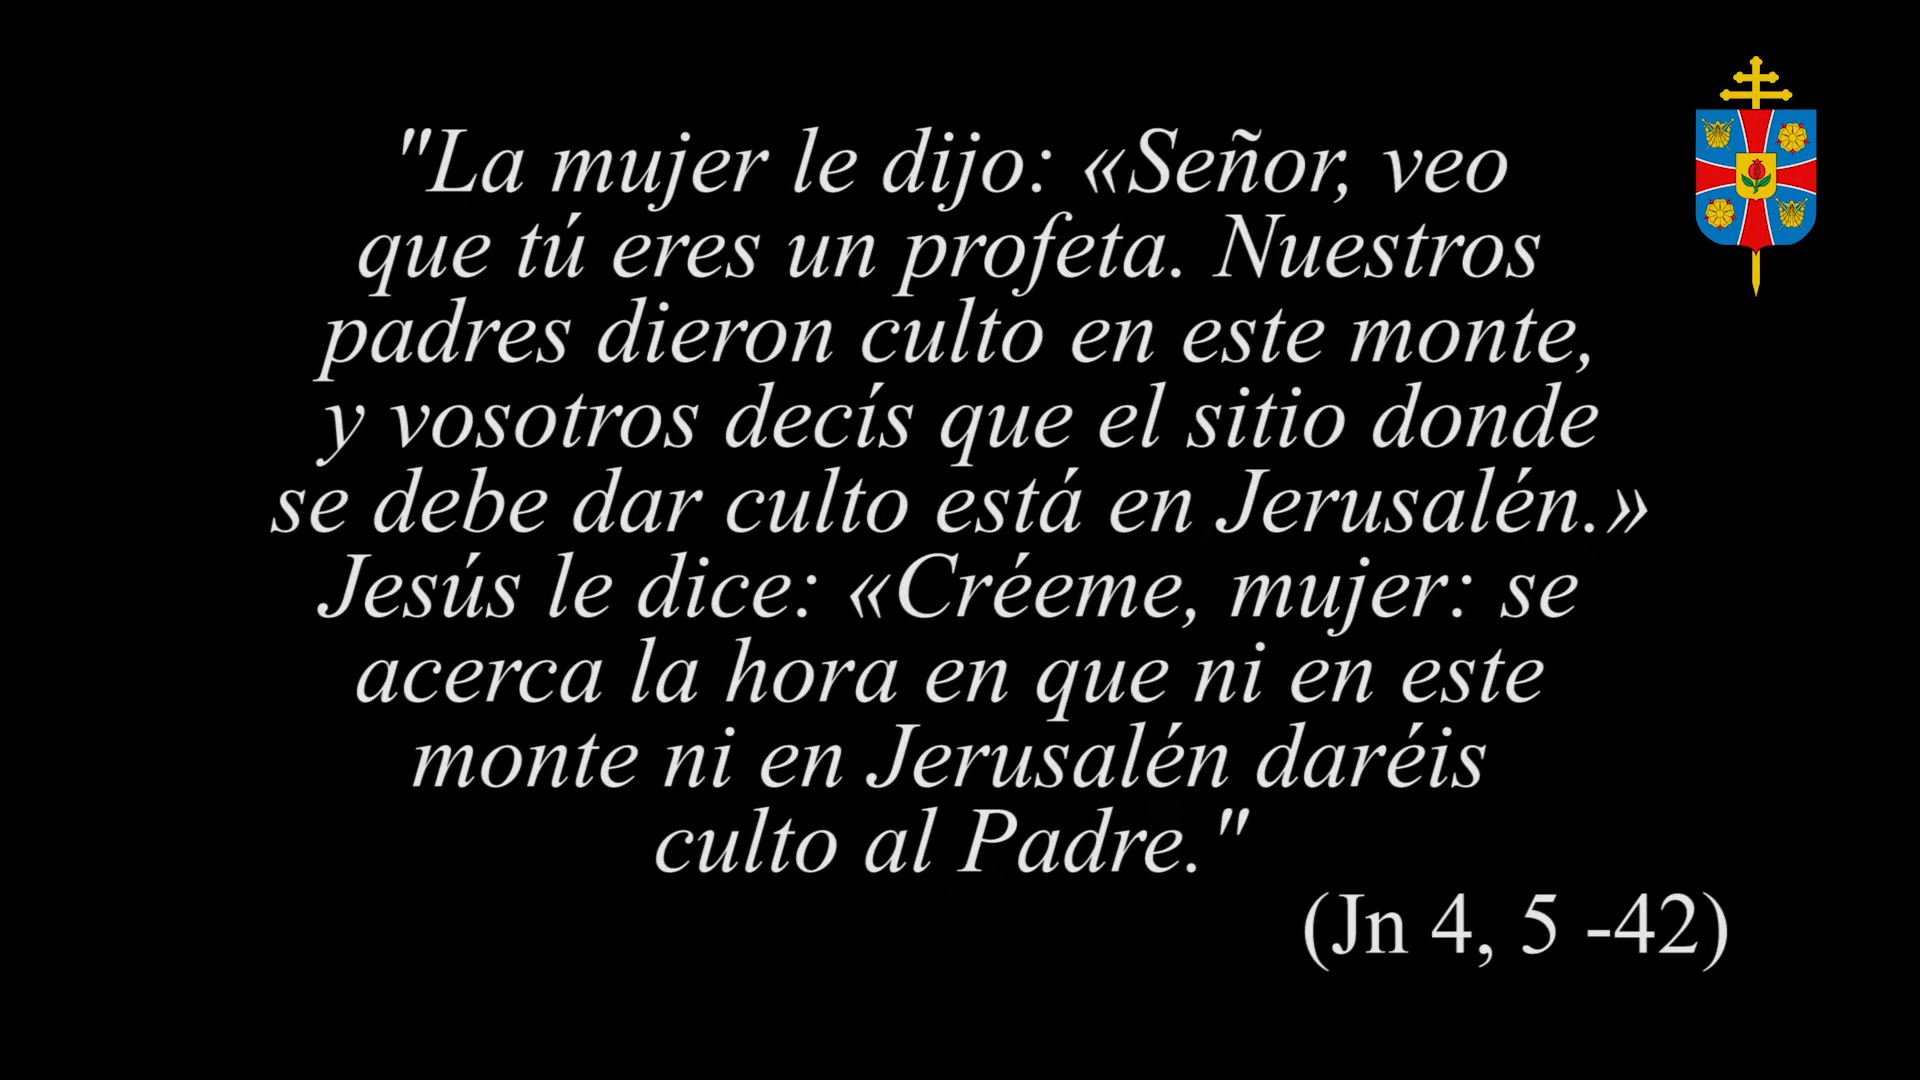 "La mujer le dijo: «Señor, veo
que tú eres un profeta. Nuestros
padres dieron culto en este monte,
y vosotros decís que el sitio donde
se debe dar culto está en Jerusalén.»
Jesús le dice: «Créeme, mujer: se
acerca la hora en que ni en este
monte ni en Jerusalén daréis
culto al Padre."
(Jn 4, 5 -42)